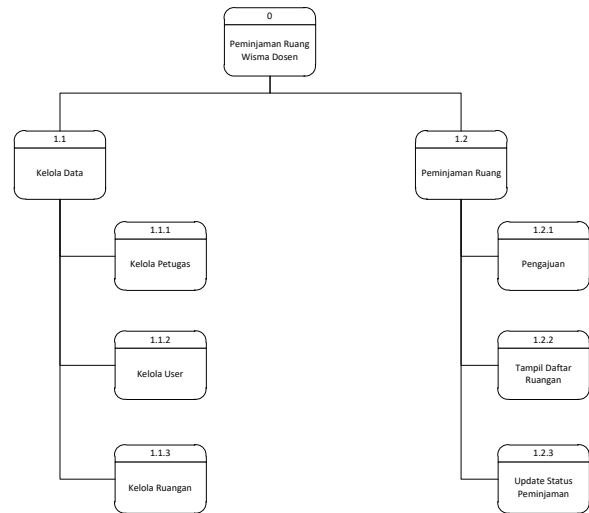 0
Peminjaman Ruang
Wisma Dosen
1.1
Kelola Data
1.2
Peminjaman Ruang
1.1.1
Kelola Petugas
1.2.1
Pengajuan
1.1.2
Kelola User
1.2.2
Tampil Daftar
Ruangan
1.1.3
Kelola Ruangan
1.2.3
Update Status
Peminjaman